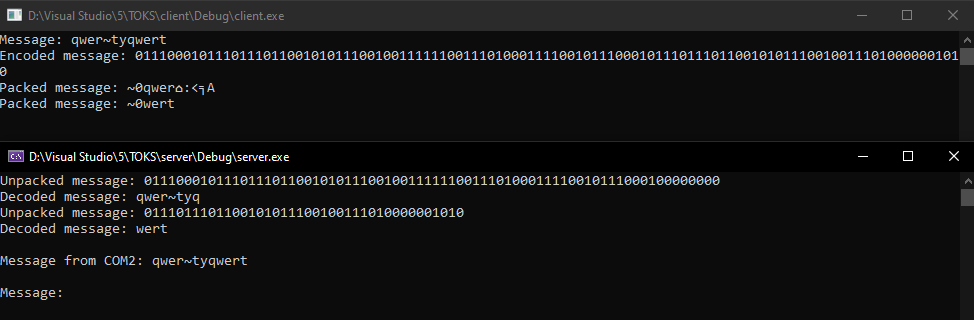 D:\Visual Studio\5\TOKS\client\Debug\client.exe
Message: qwer~tyqwert
Encoded message: 0111000101110111011001010111001001111110011101000111100101110001011101110110010101110010011101000000101
0
Packed message: ~0qwer⌂:<╕A
Packed message: ~0wert
D:\Visual Studio\5\TOKS\server\Debug\server.exe
Unpacked message: 011100010111011101100101011100100111111001110100011110010111000100000000
Decoded message: qwer~tyq
Unpacked message: 0111011101100101011100100111010000001010
Decoded message: wert
Message from COM2: qwer~tyqwert
Message: